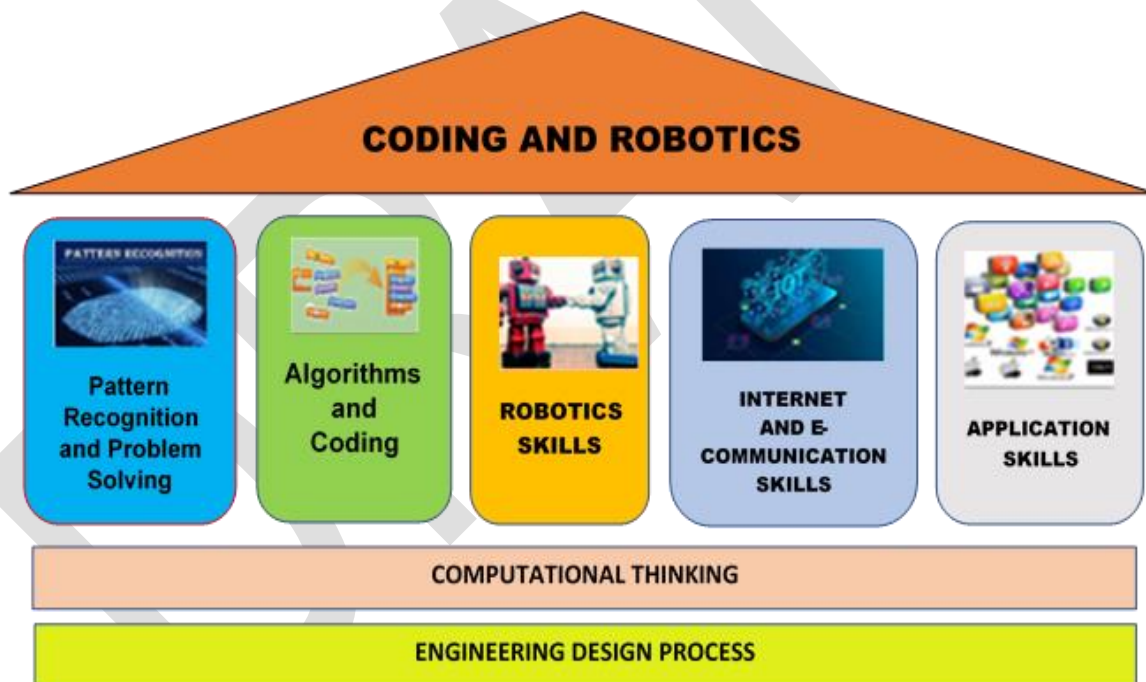 CODING AND ROBOTICS
PATTERN RECOGNITION
Pattern
Recognition
and Problem
Solving
Algorithms
and
Coding
ROBOTICS
SKILLS
IOT
INTERNET
AND E-
COMMUNICATION
SKILLS
APPLICATION
SKILLS
COMPUTATIONAL THINKING
ENGINEERING DESIGN PROCESS